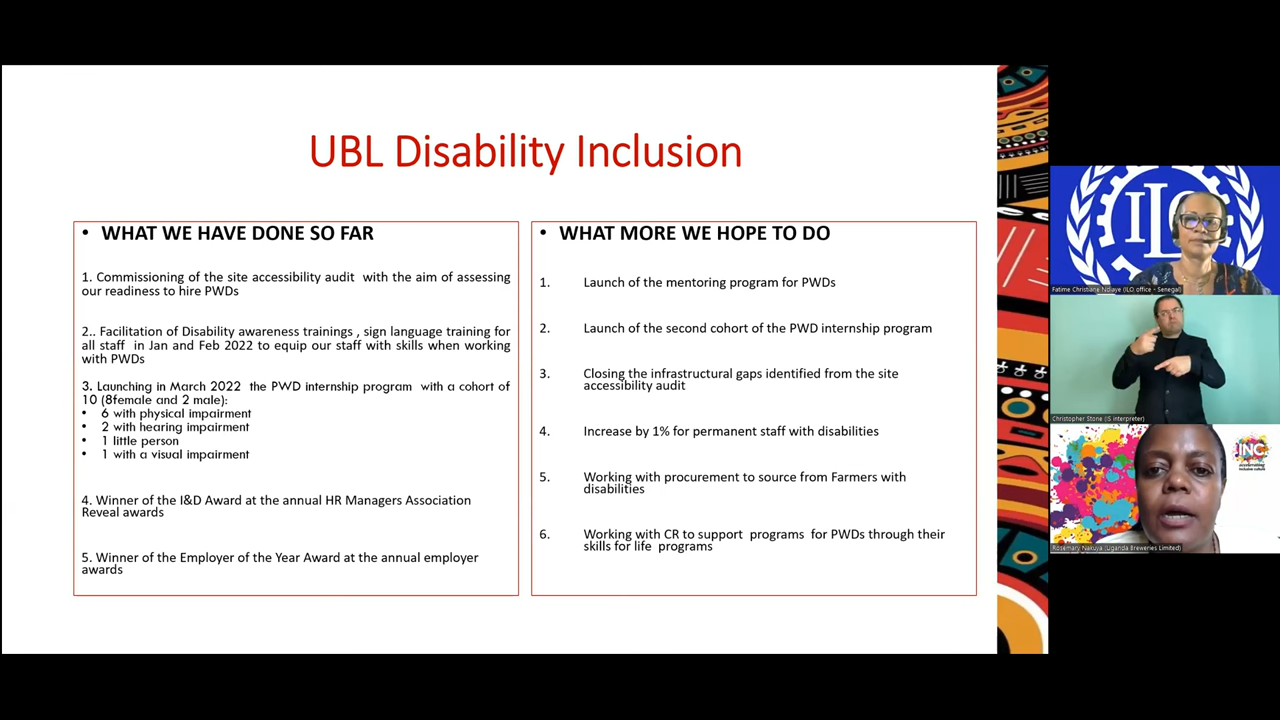 UBL Disability Inclusion
• WHAT WE HAVE DONE SO FAR
1. Commissioning of the site accessibility audit with the aim of assessing
our readiness to hire PWDs
2.. Facilitation of Disability awareness trainings , sign language training for
all staff in Jan and Feb 2022 to equip our staff with skills when working
with PWDs
3. Launching in March 2022 the PWD internship program with a cohort of
10 (8female and 2 male):
• 6 with physical impairment
• 2 with hearing impairment
• 1 little person
• 1 with a visual impairment
4. Winner of the I&D Award at the annual HR Managers Association
Reveal awards
5. Winner of the Employer of the Year Award at the annual employer
awards
• WHAT MORE WE HOPE TO DO
1. Launch of the mentoring program for PWDs
2. Launch of the second cohort of the PWD internship program
3. Closing the infrastructural gaps identified from the site
accessibility audit
4. Increase by 1% for permanent staff with disabilities
5. Working with procurement to source from Farmers with
disabilities
6. Working with CR to support programs for PWDs through their
skills for life programs
ILO
Fatime Christiane Ndiaye (ILO office - Senegal)
Christopher Stone (IS interpreter)
INC
accelerating
inclusive culture
Rosemary Nakuya (Uganda Breweries Limited)